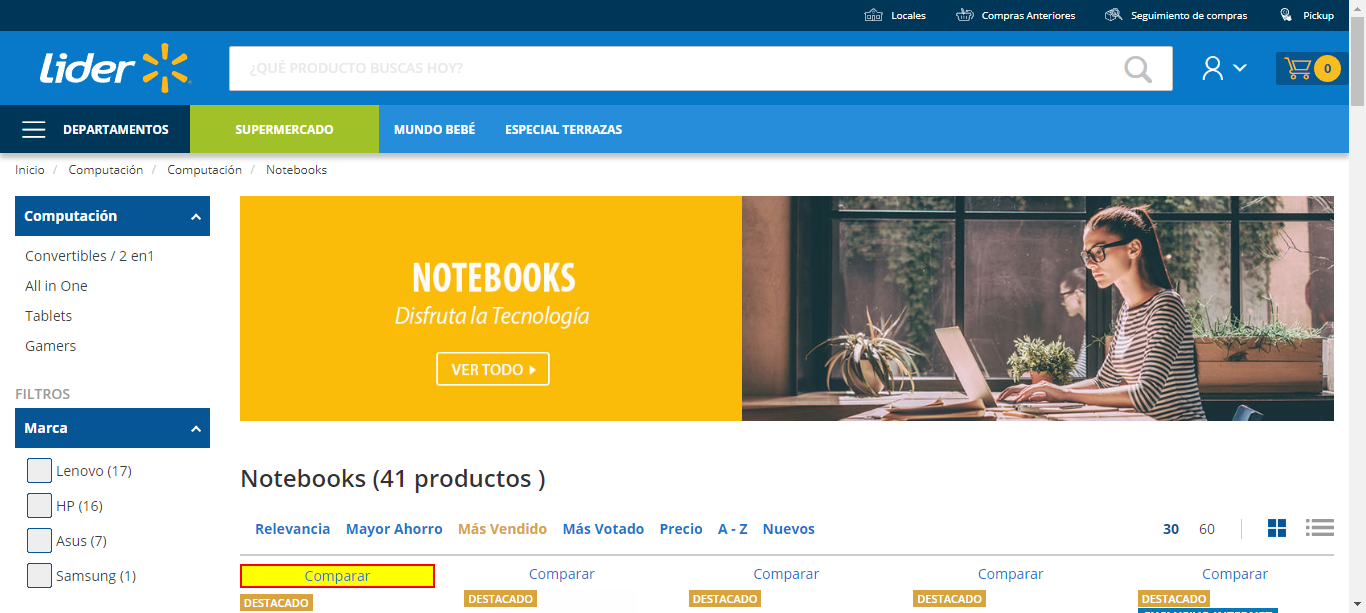 Locales Compras Anteriores Seguimiento de compras Pickup
lider ¿QUÉ PRODUCTO BUSCAS HOY? 0
DEPARTAMENTOS SUPERMERCADO MUNDO BEBÉ ESPECIAL TERRAZAS
Inicio / Computación / Computación / Notebooks
Computación
Convertibles / 2 en1
All in One
Tablets
Gamers
FILTROS
Marca
Lenovo (17)
HP (16)
Asus (7)
Samsung (1)
NOTEBOOKS
Disfruta la Tecnología
VER TODO
Notebooks (41 productos )
Relevancia Mayor Ahorro Más Vendido Más Votado Precio A - Z Nuevos 30 60
Comparar Comparar Comparar Comparar Comparar
DESTACADO DESTACADO DESTACADO DESTACADO DESTACADO